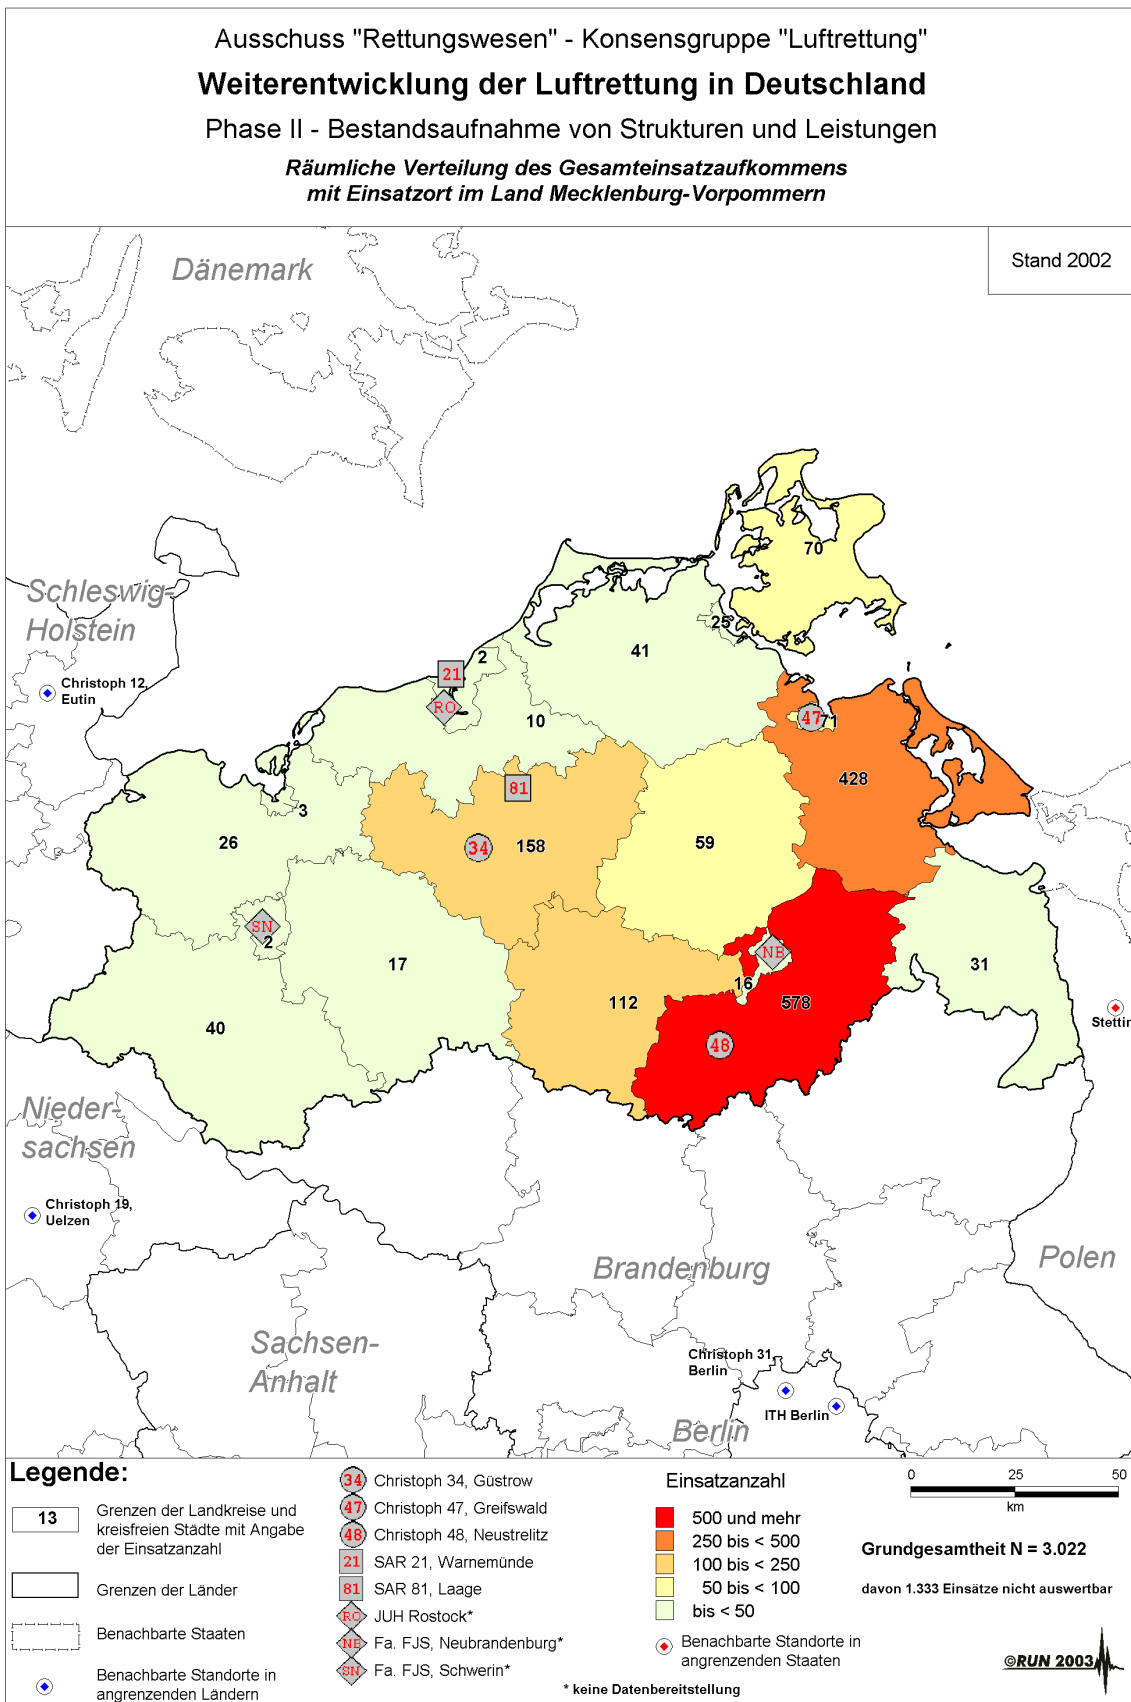 Ausschuss "Rettungswesen" - Konsensgruppe "Luftrettung"
Weiterentwicklung der Luftrettung in Deutschland
Phase II - Bestandsaufnahme von Strukturen und Leistungen
Räumliche Verteilung des Gesamteinsatzaufkommens
mit Einsatzort im Land Mecklenburg-Vorpommern
Stand 2002
Dänemark
70
Schleswig-
Holstein
25
41
2
21
Christoph 12,
Eutin
RO
10
47
71
428
81
3
26
34
158
59
SN
2
17
NB
16
31
578
112
40
48
Stettin
Nieder-
sachsen
Christoph 19,
Uelzen
Brandenburg
Polen
Sachsen-
Anhalt
Christoph 31,
Berlin
ITH Berlin
Berlin
Legende:
13
Grenzen der Landkreise und
kreisfreien Städte mit Angabe
der Einsatzanzahl
Grenzen der Länder
Benachbarte Staaten
Benachbarte Standorte in
angrenzenden Ländern
34 Christoph 34, Güstrow
47 Christoph 47, Greifswald
48 Christoph 48, Neustrelitz
21 SAR 21, Warnemünde
81 SAR 81, Laage
RO JUH Rostock*
NB Fa. FJS, Neubrandenburg*
SN Fa. FJS, Schwerin*
* keine Datenbereitstellung
Einsatzanzahl
500 und mehr
250 bis < 500
100 bis < 250
50 bis < 100
bis < 50
Benachbarte Standorte in
angrenzenden Staaten
0 25 50
km
Grundgesamtheit N = 3.022
davon 1.333 Einsätze nicht auswertbar
©RUN 2003